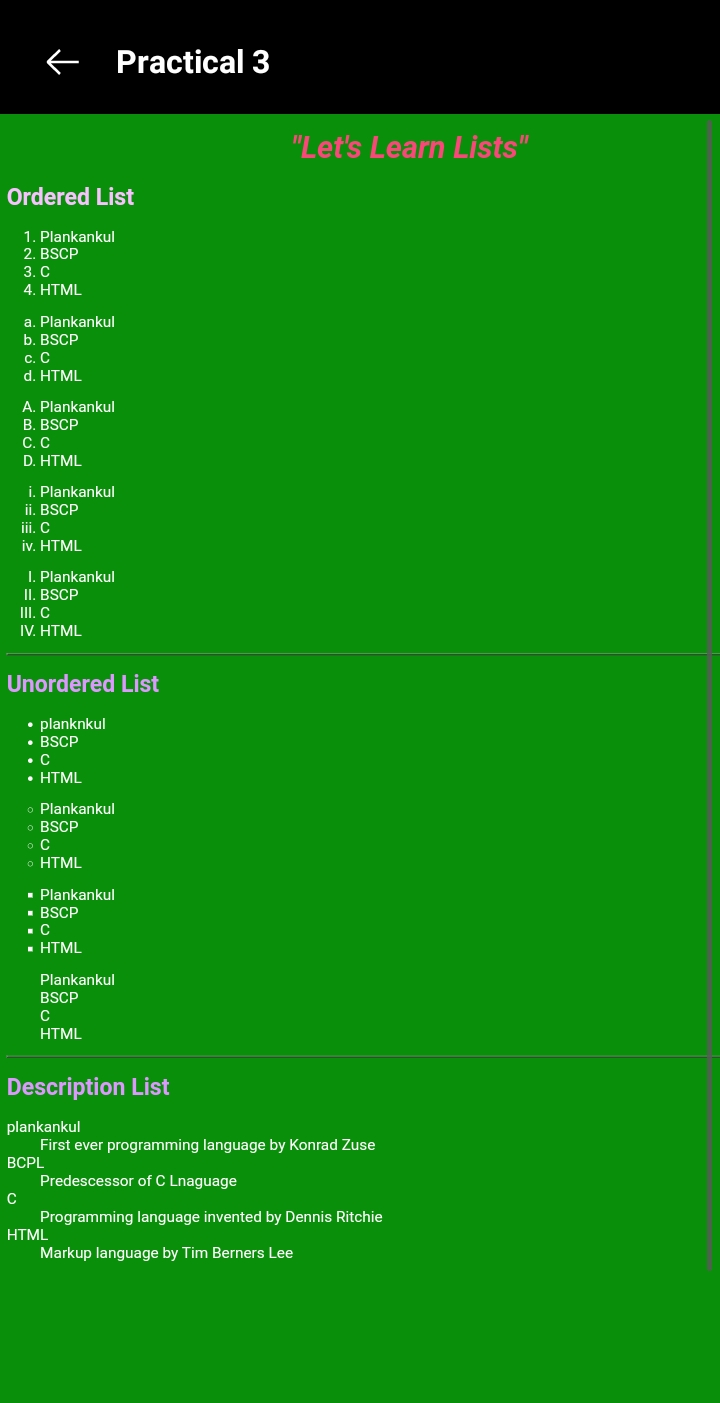 Practical 3
"Let's Learn Lists"
Ordered List
1. Plankankul
2. BSCP
3. C
4. HTML
a. Plankankul
b. BSCP
c. C
d. HTML
A. Plankankul
B. BSCP
C. C
D. HTML
i. Plankankul
ii. BSCP
iii. C
iv. HTML
I. Plankankul
II. BSCP
III. C
IV. HTML
Unordered List
• planknkul
• BSCP
• C
• HTML
○ Plankankul
○ BSCP
○ C
○ HTML
▪ Plankankul
▪ BSCP
▪ C
▪ HTML
Plankankul
BSCP
C
HTML
Description List
plankankul
First ever programming language by Konrad Zuse
BCPL
Predescessor of C Lnaguage
C
Programming language invented by Dennis Ritchie
HTML
Markup language by Tim Berners Lee